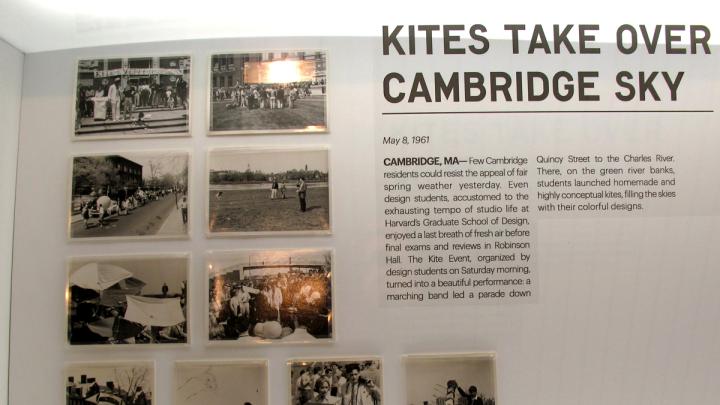 KITES TAKE OVER
CAMBRIDGE SKY
May 8, 1961
CAMBRIDGE, MA— Few Cambridge
residents could resist the appeal of fair
spring weather yesterday. Even
design students, accustomed to the
exhausting tempo of studio life at
Harvard's Graduate School of Design,
enjoyed a last breath of fresh air before
final exams and reviews in Robinson
Hall. The Kite Event, organized by
design students on Saturday morning,
turned into a beautiful performance: a
marching band led a parade down
Quincy Street to the Charles River.
There, on the green river banks,
students launched homemade and
highly conceptual kites, filling the skies
with their colorful designs.